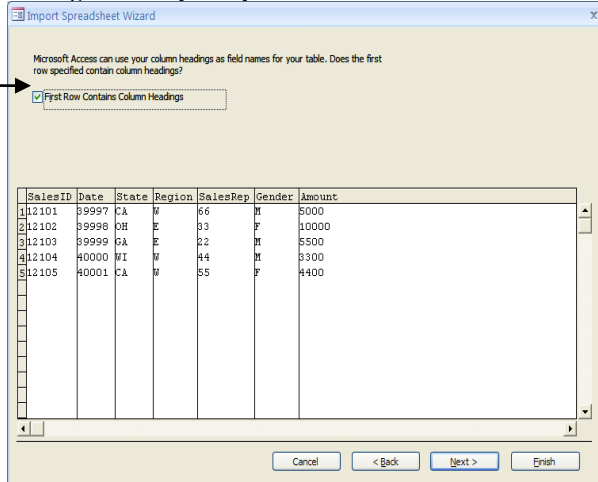 Import Spreadsheet Wizard
x
Microsoft Access can use your column headings as field names for your table. Does the first
row specified contain column headings?
First Row Contains Column Headings
SalesID Date State Region SalesRep Gender Amount
1 12101 39997 CA W 66 M 5000
2 12102 39998 OH E 33 F 10000
3 12103 39999 GA E 22 M 5500
4 12104 40000 WI W 44 M 3300
5 12105 40001 CA W 55 F 4400
Cancel < Back Next > Finish